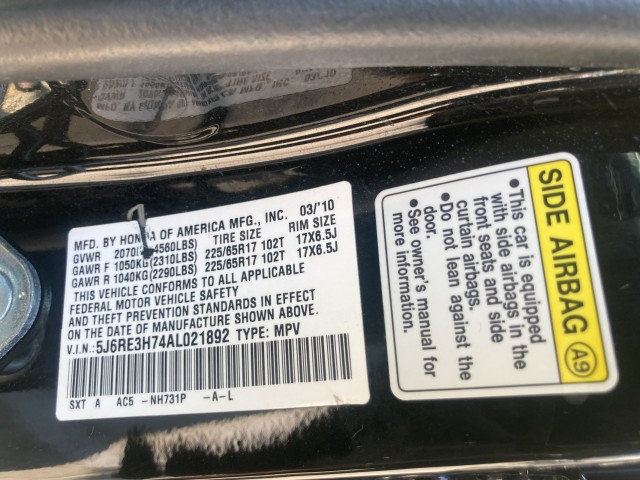 MFD. BY HONDA OF AMERICA MFG., INC. 03/'10
GVWR 2070 4560LBS) TIRE SIZE RIM SIZE
GAWR F 1050KG(2310LBS) 225/65R17 102T 17X6.5J
GAWR R 1040KG(2290LBS) 225/65R17 102T 17X6.5J
THIS VEHICLE CONFORMS TO ALL APPLICABLE
FEDERAL MOTOR VEHICLE SAFETY
AND THEFT PREVENTION STANDARDS IN EFFECT
ON THE DATE OF MANUFACTURE SHOWN ABOVE.
V.I.N.:5J6RE3H74AL021892 TYPE: MPV
SXT A AC5 -NH731P -A-L
SIDE AIRBAG A9
•This car is equipped
with side airbags in the
front seats and side
curtain airbags.
•Do not lean against the
door.
•See owner's manual for
more information.